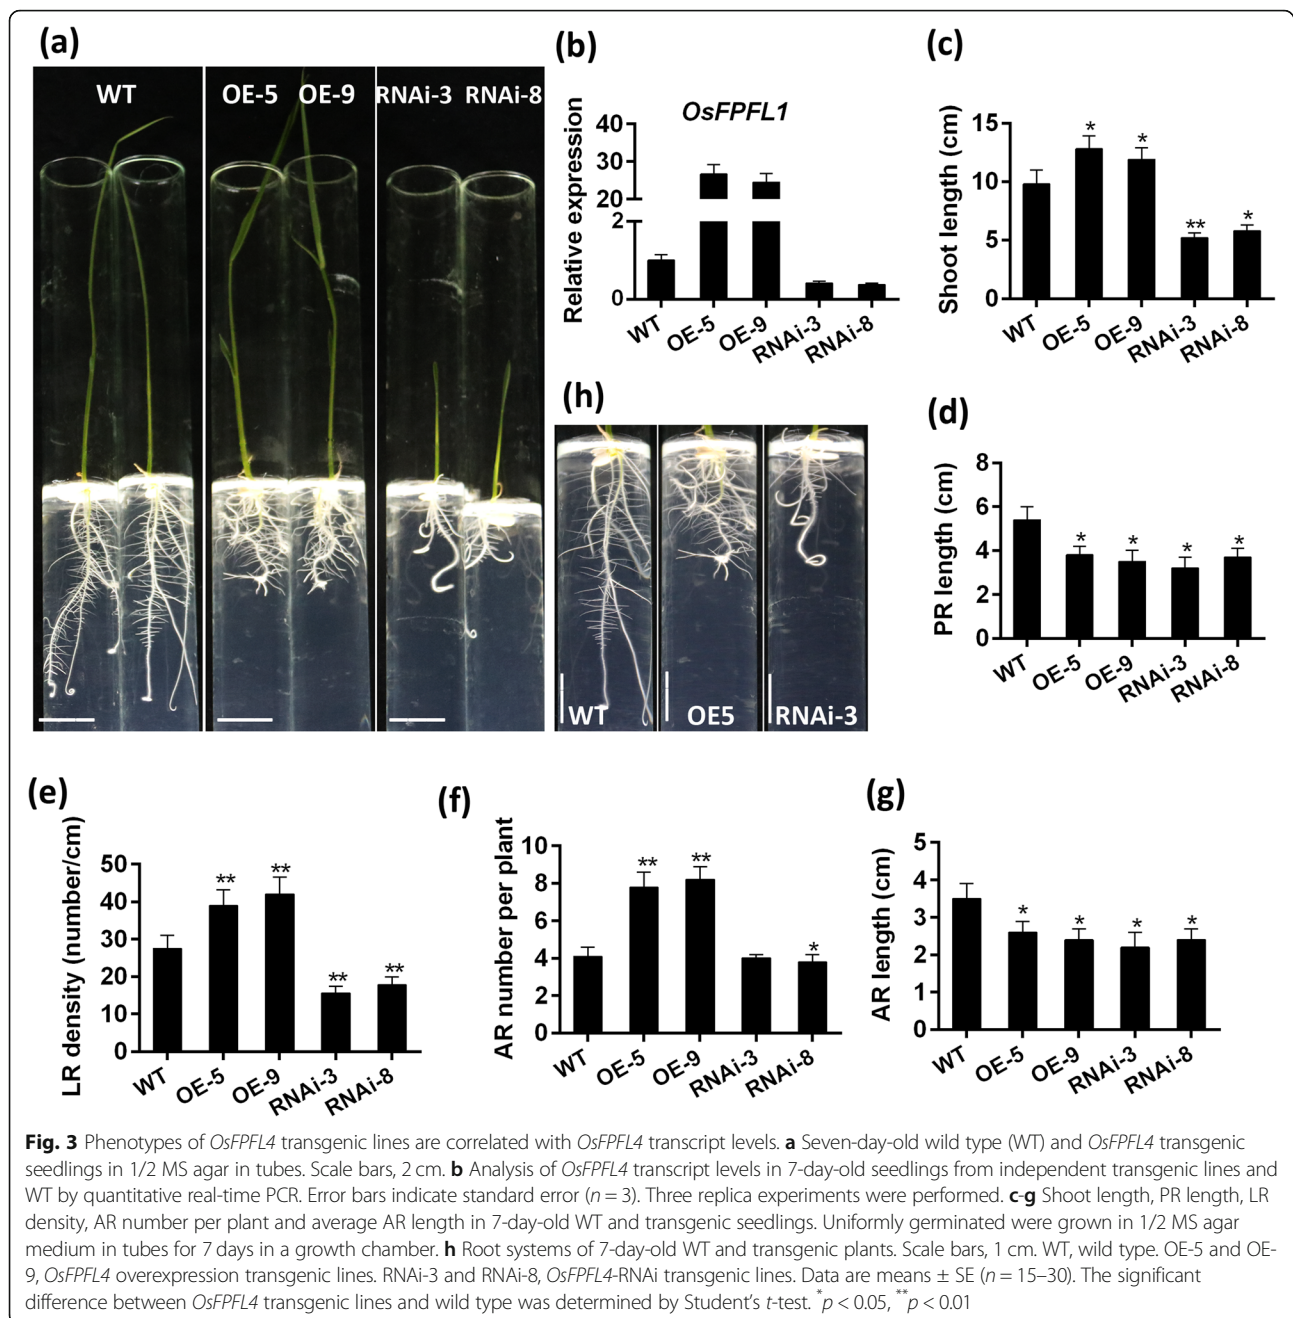 (a)
WT
OE-5 OE-9
RNAi-3 RNAi-8
(b)
OsFPFL1
Relative expression
40
30
20
2
0
WT
OE-5
OE-9
RNAi-3
RNAi-8
(c)
Shoot length (cm)
15
10
5
0
*
*
**
*
WT
OE-5
OE-9
RNAi-3
RNAi-8
(h)
WT
OE5
RNAi-3
(d)
PR length (cm)
8
6
4
2
0
*
*
*
*
WT
OE-5
OE-9
RNAi-3
RNAi-8
(e)
LR density (number/cm)
50
40
30
20
10
0
**
**
**
**
WT
OE-5
OE-9
RNAi-3
RNAi-8
(f)
AR number per plant
10
8
6
4
2
0
**
**
*
WT
OE-5
OE-9
RNAi-3
RNAi-8
(g)
AR length (cm)
5
4
3
2
1
0
*
*
*
*
WT
OE-5
OE-9
RNAi-3
RNAi-8
Fig. 3 Phenotypes of OsFPFL4 transgenic lines are correlated with OsFPFL4 transcript levels. a Seven-day-old wild type (WT) and OsFPFL4 transgenic
seedlings in 1/2 MS agar in tubes. Scale bars, 2 cm. b Analysis of OsFPFL4 transcript levels in 7-day-old seedlings from independent transgenic lines and
WT by quantitative real-time PCR. Error bars indicate standard error (n = 3). Three replica experiments were performed. c-g Shoot length, PR length, LR
density, AR number per plant and average AR length in 7-day-old WT and transgenic seedlings. Uniformly germinated were grown in 1/2 MS agar
medium in tubes for 7 days in a growth chamber. h Root systems of 7-day-old WT and transgenic plants. Scale bars, 1 cm. WT, wild type. OE-5 and OE-
9, OsFPFL4 overexpression transgenic lines. RNAi-3 and RNAi-8, OsFPFL4-RNAi transgenic lines. Data are means ± SE (n = 15–30). The significant
difference between OsFPFL4 transgenic lines and wild type was determined by Student's t-test. *p < 0.05, **p < 0.01